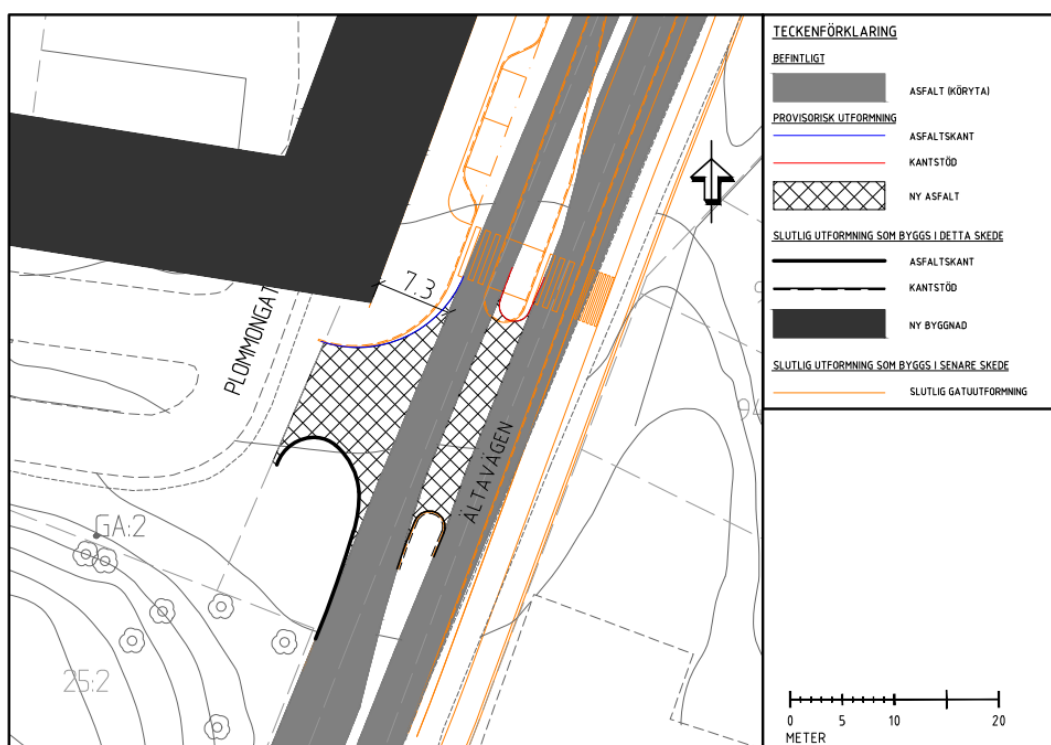 7.3
PLOMMONGAT
ÄLTAVÄGEN
GA:2
25:2
94
TECKENFÖRKLARING
BEFINTLIGT
ASFALT (KÖRYTA)
PROVISORISK UTFORMNING
ASFALTSKANT
KANTSTÖD
NY ASFALT
SLUTLIG UTFORMNING SOM BYGGS I DETTA SKEDE
ASFALTSKANT
KANTSTÖD
NY BYGGNAD
SLUTLIG UTFORMNING SOM BYGGS I SENARE SKEDE
SLUTLIG GATUUTFORMNING
0 5 10 20
METER